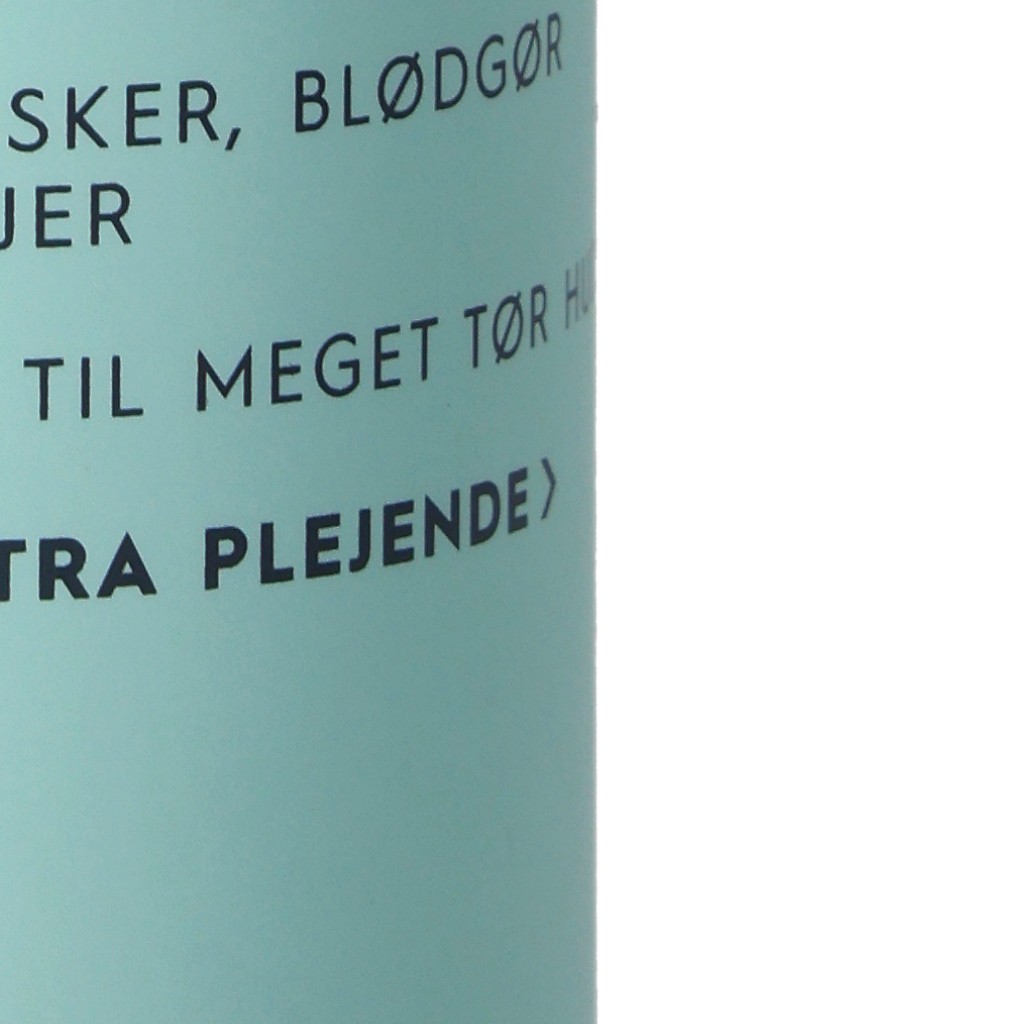 SKER, BLØDGØR
JER
TIL MEGET TØR
TRA PLEJENDE>